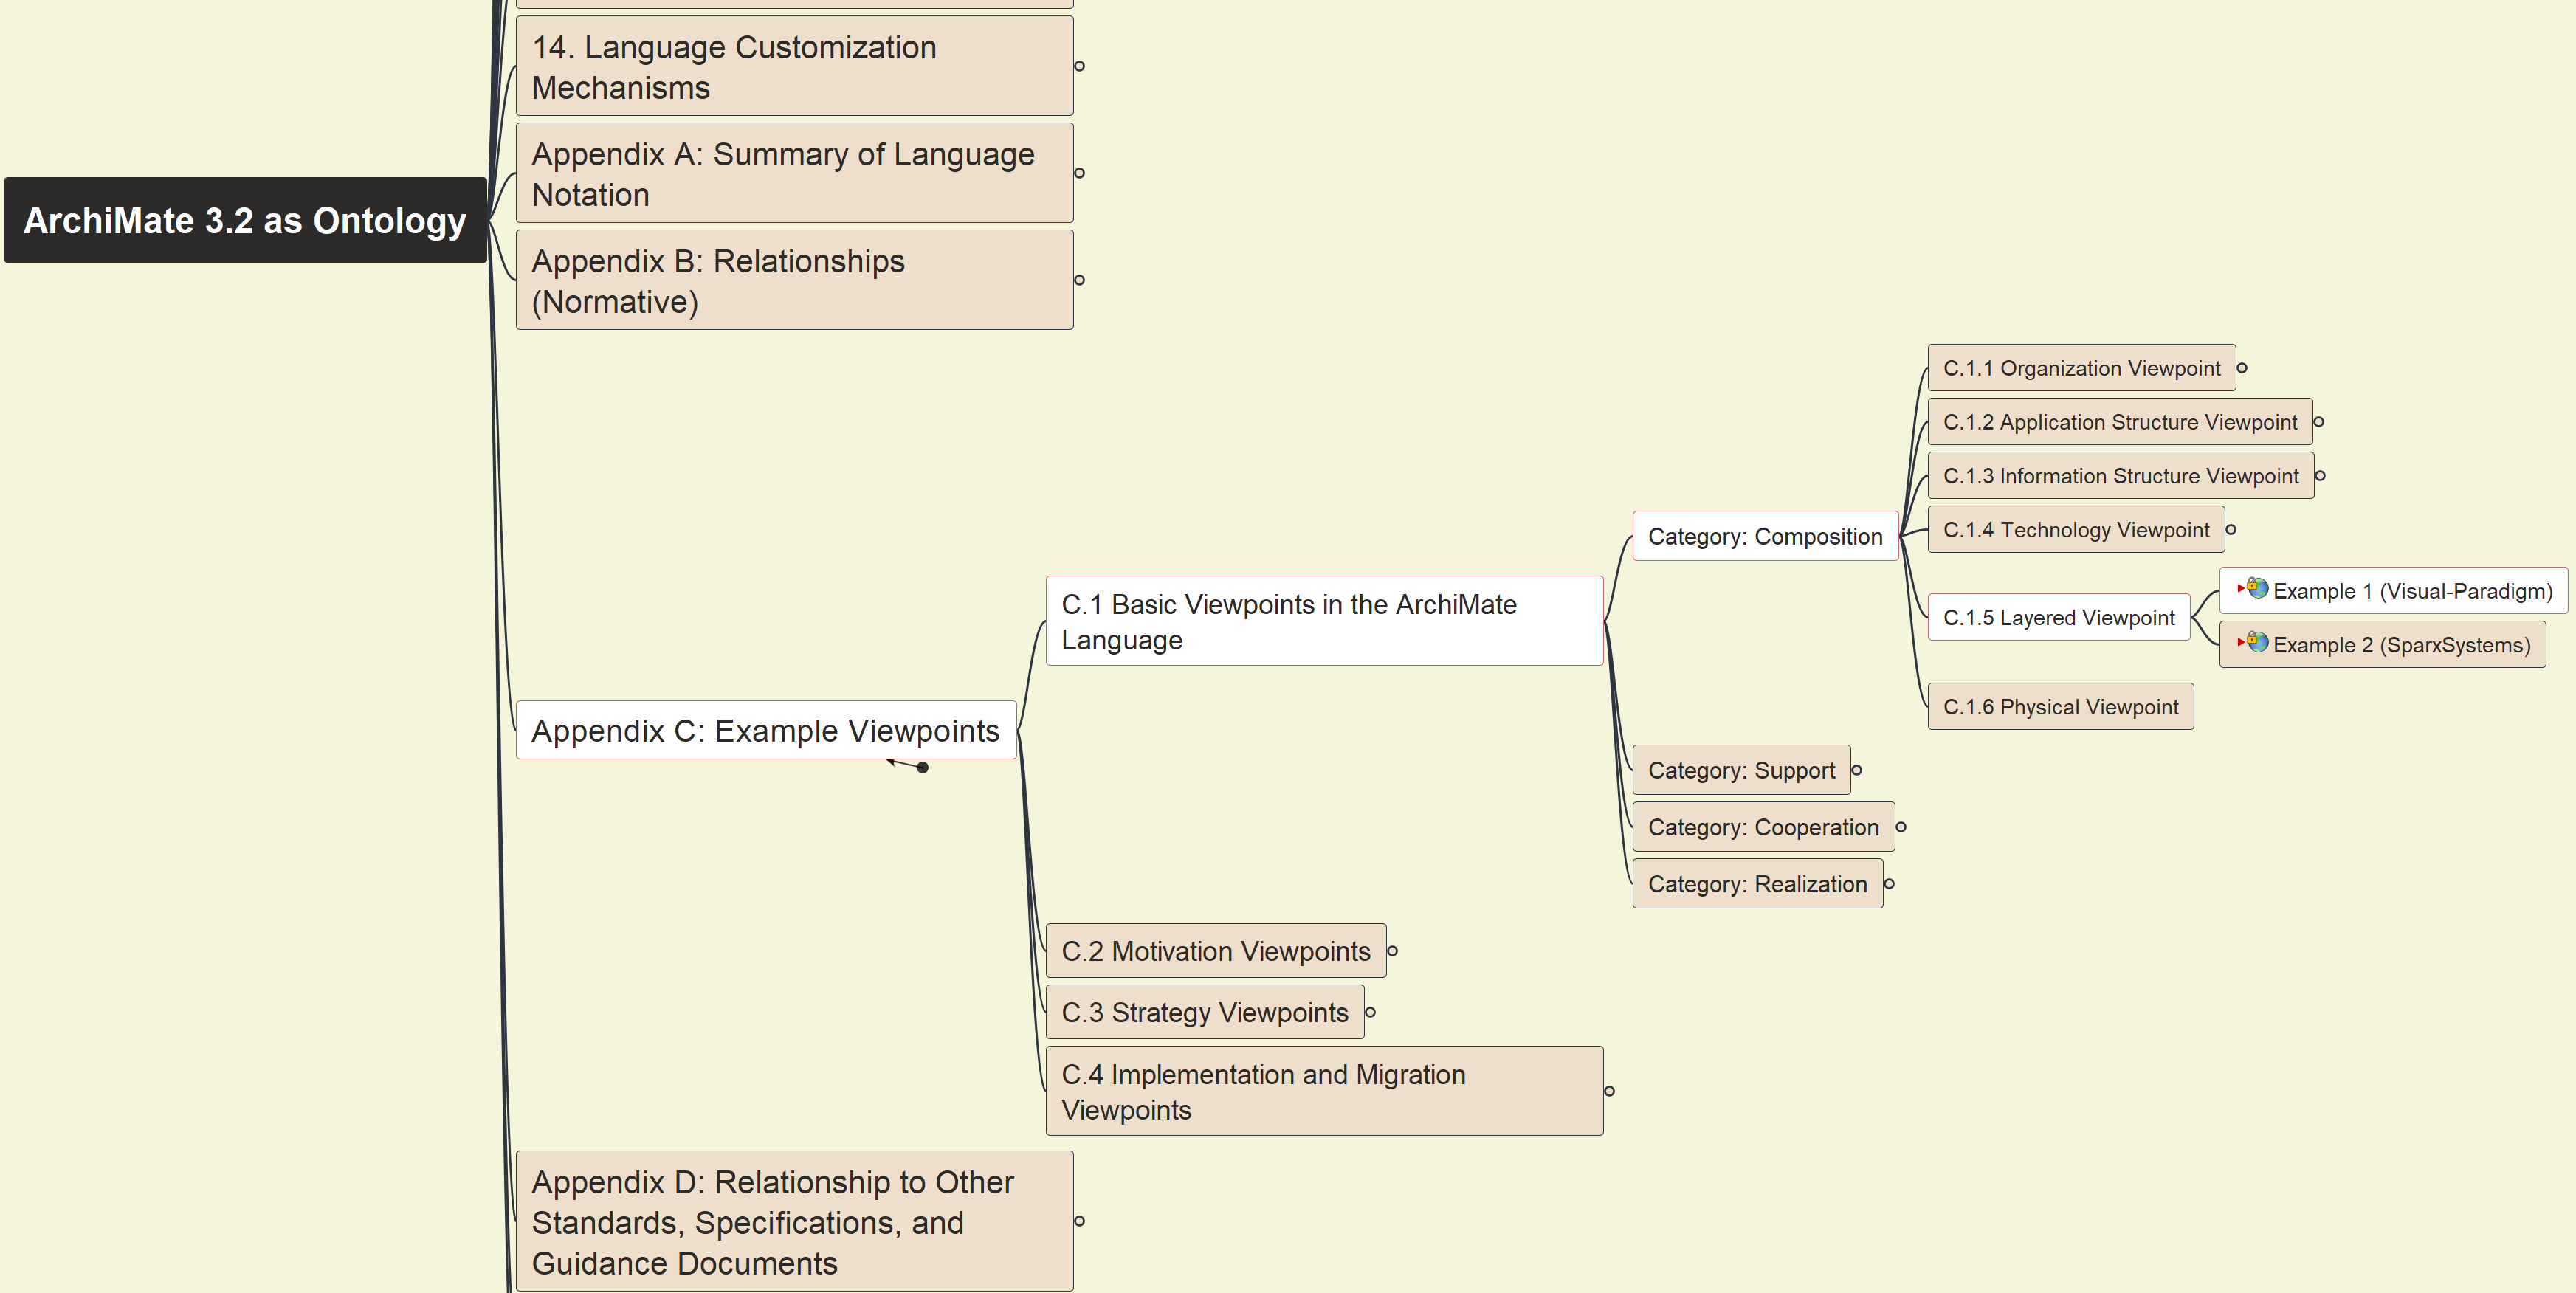 14. Language Customization
Mechanisms
Appendix A: Summary of Language
Notation
ArchiMate 3.2 as Ontology
Appendix B: Relationships
(Normative)
Appendix C: Example Viewpoints
C.1 Basic Viewpoints in the ArchiMate
Language
Category: Composition
C.1.1 Organization Viewpoint
C.1.2 Application Structure Viewpoint
C.1.3 Information Structure Viewpoint
C.1.4 Technology Viewpoint
C.1.5 Layered Viewpoint
Example 1 (Visual-Paradigm)
Example 2 (SparxSystems)
C.1.6 Physical Viewpoint
Category: Support
Category: Cooperation
Category: Realization
C.2 Motivation Viewpoints
C.3 Strategy Viewpoints
C.4 Implementation and Migration
Viewpoints
Appendix D: Relationship to Other
Standards, Specifications, and
Guidance Documents